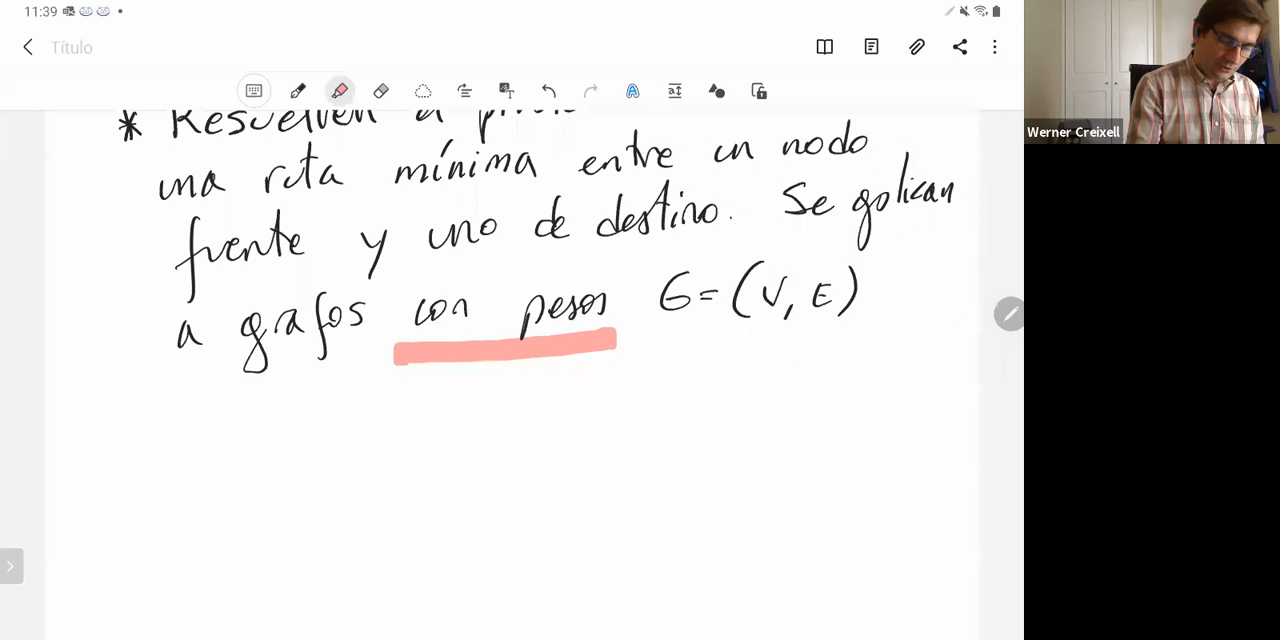 11:39
Título
Werner Creixell
* Resuelven el
una ruta mínima entre un nodo
fuente y uno de destino. Se aplican
a grafos con pesos G=(V, E)